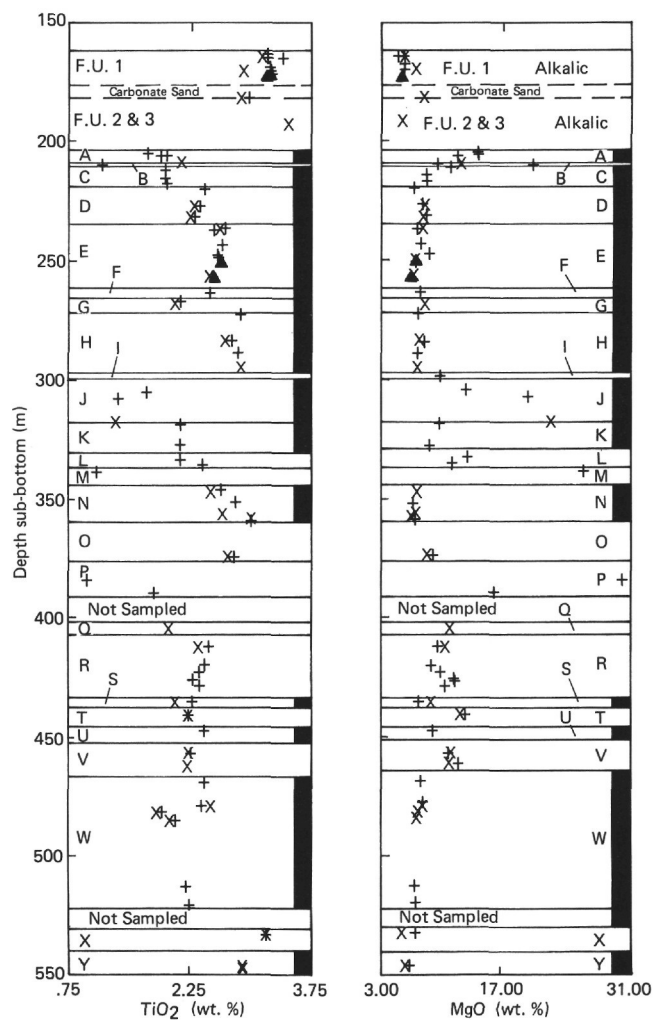 150
200
250
300
350
400
450
500
550
Depth sub-bottom (m)
F.U. 1
Carbonate Sand
F.U. 2 & 3
A
B
C
D
E
F
G
H
I
J
K
L
M
N
O
P
Not Sampled
Q
R
S
T
U
V
W
Not Sampled
X
Y
.75
2.25
3.75
TiO2 (wt. %)
F.U. 1 Alkalic
Carbonate Sand
F.U. 2 & 3 Alkalic
A
B
C
D
E
F
G
H
I
J
K
L
M
N
O
P
Not Sampled
Q
R
S
T
U
V
W
Not Sampled
X
Y
3.00
17.00
31.00
MgO (wt. %)